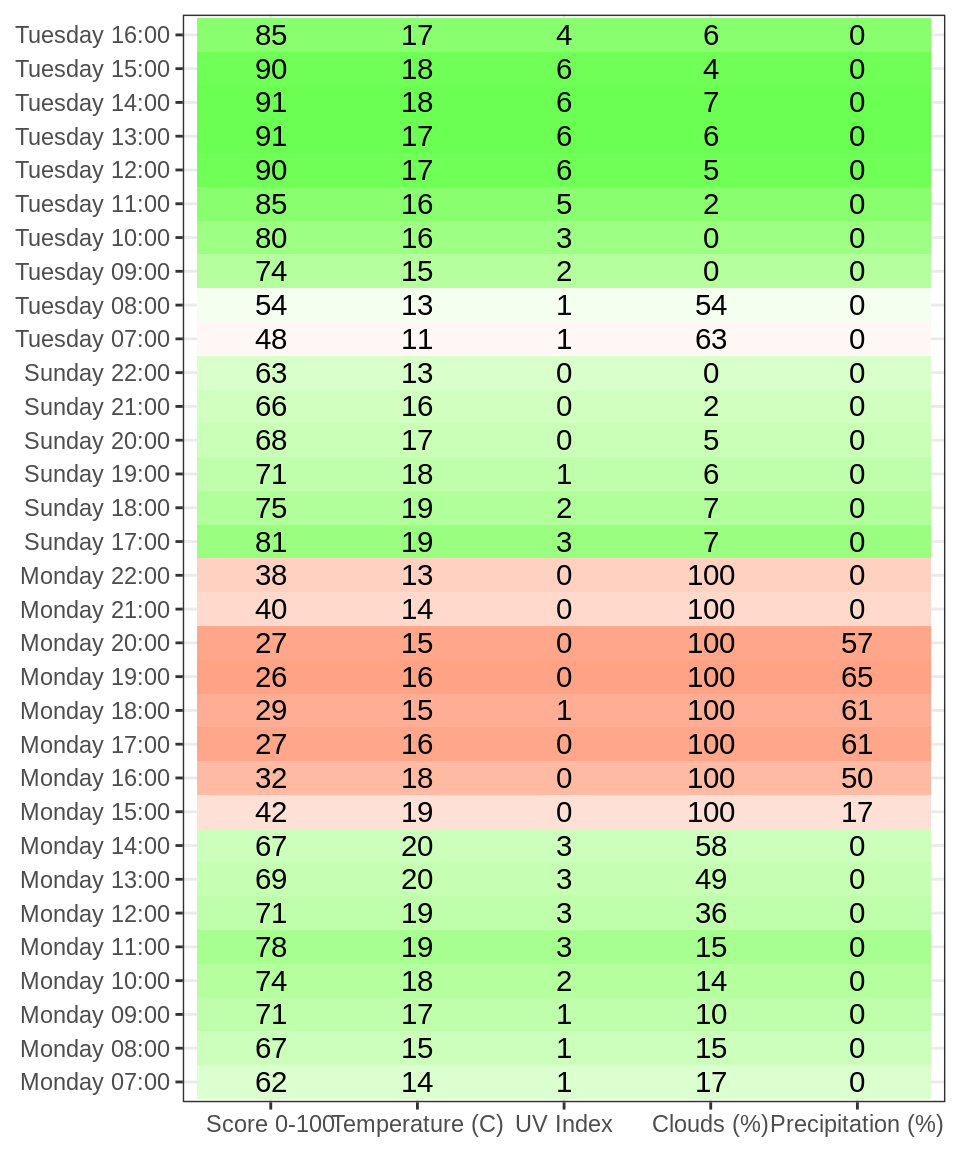 Tuesday 16:00 85 17 4 6 0
Tuesday 15:00 90 18 6 4 0
Tuesday 14:00 91 18 6 7 0
Tuesday 13:00 91 17 6 6 0
Tuesday 12:00 90 17 6 5 0
Tuesday 11:00 85 16 5 2 0
Tuesday 10:00 80 16 3 0 0
Tuesday 09:00 74 15 2 0 0
Tuesday 08:00 54 13 1 54 0
Tuesday 07:00 48 11 1 63 0
Sunday 22:00 63 13 0 0 0
Sunday 21:00 66 16 0 2 0
Sunday 20:00 68 17 0 5 0
Sunday 19:00 71 18 1 6 0
Sunday 18:00 75 19 2 7 0
Sunday 17:00 81 19 3 7 0
Monday 22:00 38 13 0 100 0
Monday 21:00 40 14 0 100 0
Monday 20:00 27 15 0 100 57
Monday 19:00 26 16 0 100 65
Monday 18:00 29 15 1 100 61
Monday 17:00 27 16 0 100 61
Monday 16:00 32 18 0 100 50
Monday 15:00 42 19 0 100 17
Monday 14:00 67 20 3 58 0
Monday 13:00 69 20 3 49 0
Monday 12:00 71 19 3 36 0
Monday 11:00 78 19 3 15 0
Monday 10:00 74 18 2 14 0
Monday 09:00 71 17 1 10 0
Monday 08:00 67 15 1 15 0
Monday 07:00 62 14 1 17 0
Score 0-100 Temperature (C) UV Index Clouds (%) Precipitation (%)